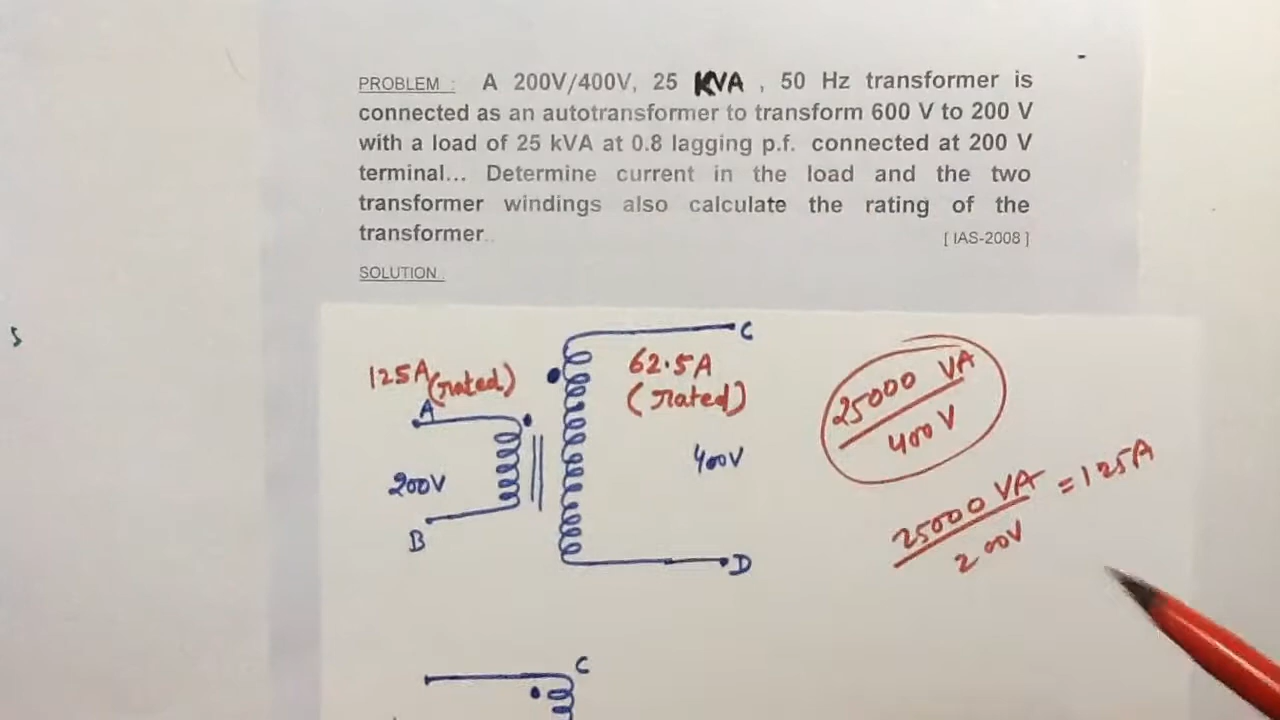 PROBLEM : A 200V/400V, 25 KVA , 50 Hz transformer is
connected as an autotransformer to transform 600 V to 200 V
with a load of 25 kVA at 0.8 lagging p.f. connected at 200 V
terminal... Determine current in the load and the two
transformer windings also calculate the rating of the
transformer.. [ IAS-2008 ]
SOLUTION..
C
125A (rated)
62.5A
(rated)
25000 VA
400V
A
200V
400V
25000 VA = 125A
200V
B
D
C